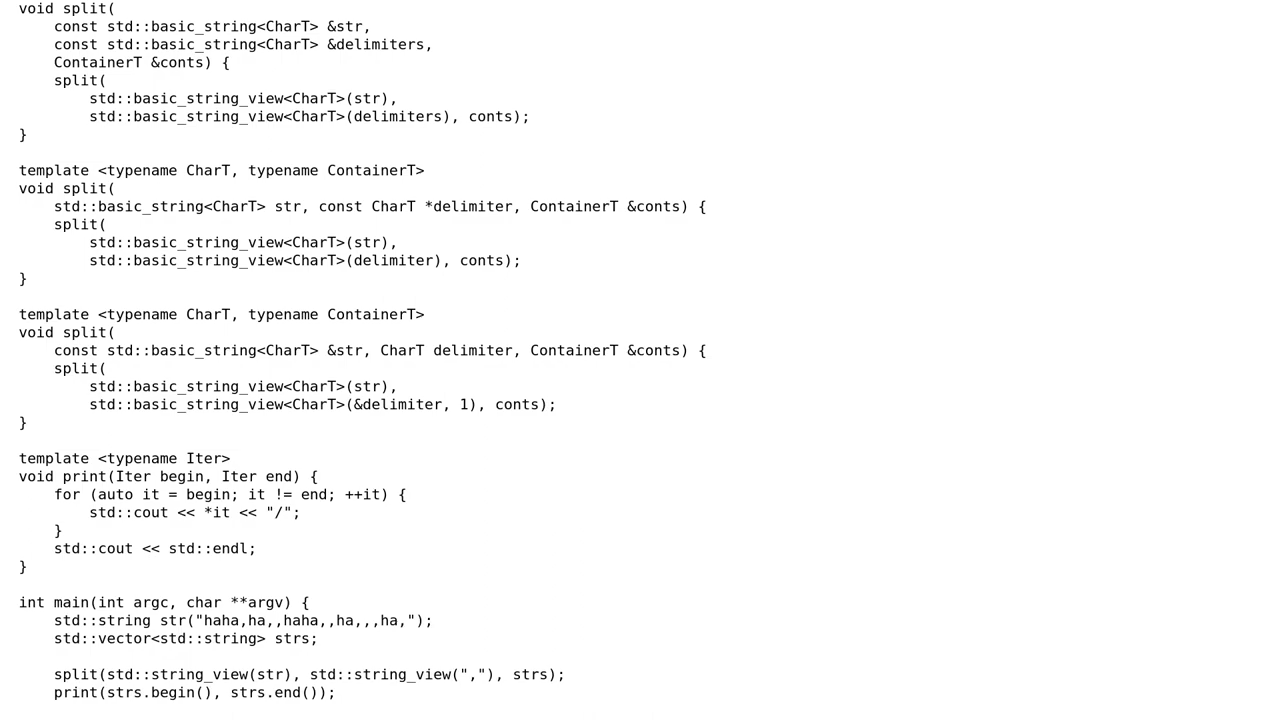 void split(
    const std::basic_string<CharT> &str,
    const std::basic_string<CharT> &delimiters,
    ContainerT &conts) {
    split(
        std::basic_string_view<CharT>(str),
        std::basic_string_view<CharT>(delimiters), conts);
}

template <typename CharT, typename ContainerT>
void split(
    std::basic_string<CharT> str, const CharT *delimiter, ContainerT &conts) {
    split(
        std::basic_string_view<CharT>(str),
        std::basic_string_view<CharT>(delimiter), conts);
}

template <typename CharT, typename ContainerT>
void split(
    const std::basic_string<CharT> &str, CharT delimiter, ContainerT &conts) {
    split(
        std::basic_string_view<CharT>(str),
        std::basic_string_view<CharT>(&delimiter, 1), conts);
}

template <typename Iter>
void print(Iter begin, Iter end) {
    for (auto it = begin; it != end; ++it) {
        std::cout << *it << "/";
    }
    std::cout << std::endl;
}

int main(int argc, char **argv) {
    std::string str("haha,ha,,haha,,ha,,,ha,");
    std::vector<std::string> strs;

    split(std::string_view(str), std::string_view(","), strs);
    print(strs.begin(), strs.end());